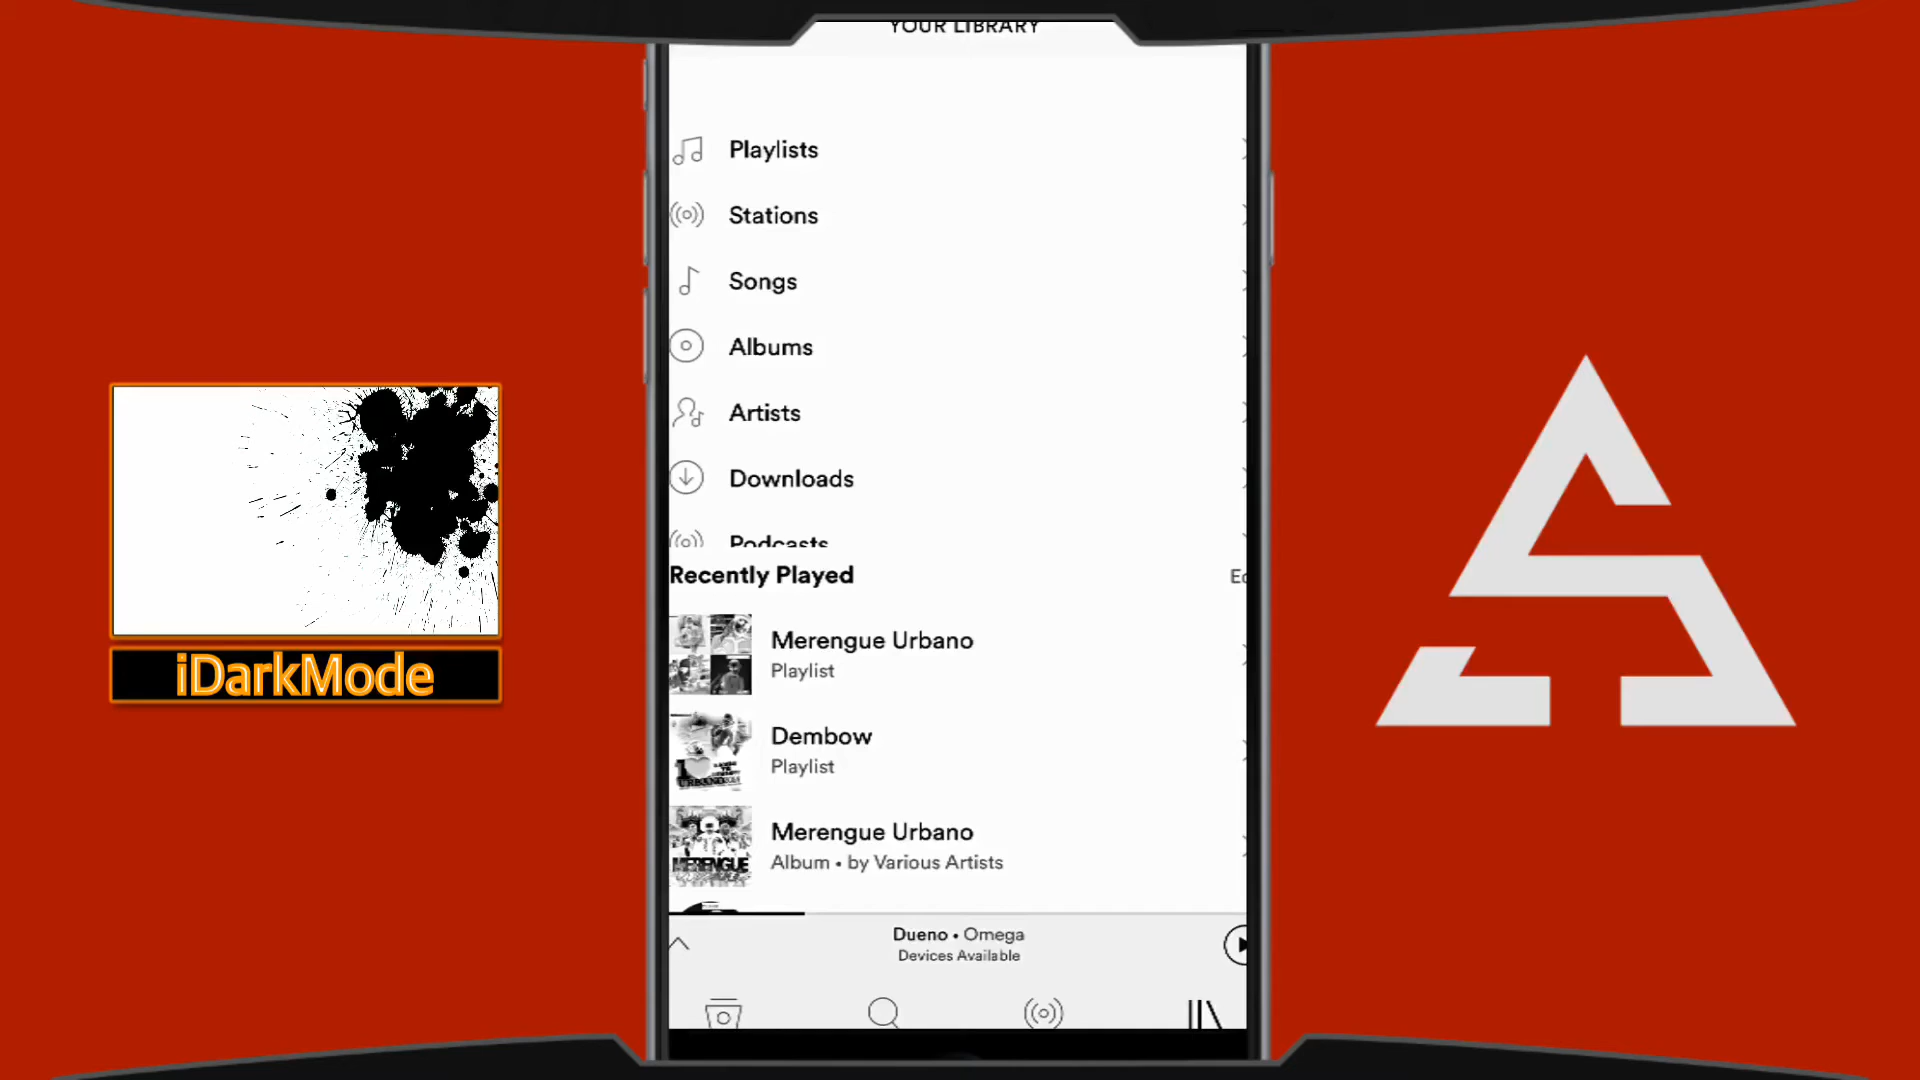 YOUR LIBRARY
Playlists
Stations
Songs
Albums
Artists
Downloads
Podcasts
Recently Played
Merengue Urbano
Playlist
Dembow
Playlist
Merengue Urbano
Album • by Various Artists
MERENGUE
Dueno • Omega
Devices Available
iDarkMode